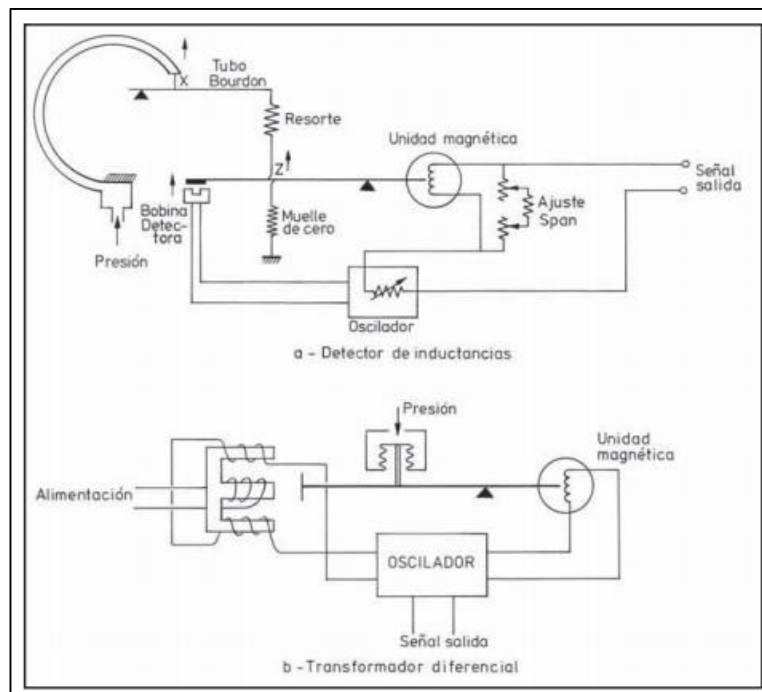 X
Tubo
Bourdon
Resorte
Unidad magnética
Z
Señal
salida
Ajuste
Span
Bobina
Detec-
tora
Muelle
de cero
Presión
Oscilador
a - Detector de inductancias
Presión
Unidad
magnética
Alimentación
OSCILADOR
Señal salida
b - Transformador diferencial